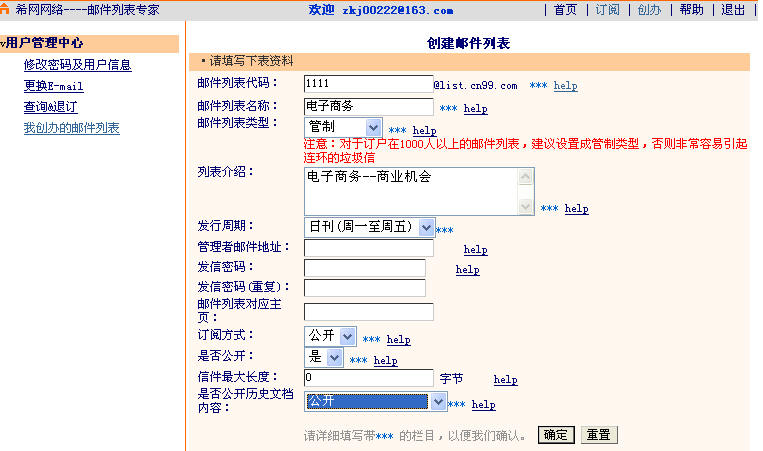 希网网络----邮件列表专家 欢迎 zkj00222@163.com | 首页 | 订阅 | 创办 | 帮助 | 退出 |
v用户管理中心
修改密码及用户信息
更换E-mail
查询&退订
我创办的邮件列表
创建邮件列表
·请填写下表资料
邮件列表代码： 1111 @list.cn99.com *** help
邮件列表名称： 电子商务 *** help
邮件列表类型： 管制 *** help
注意：对于订户在1000人以上的邮件列表，建议设置成管制类型，否则非常容易引起
连环的垃圾信
列表介绍： 电子商务--商业机会 *** help
发行周期： 日刊(周一至周五) ***
管理者邮件地址： help
发信密码： help
发信密码(重复)：
邮件列表对应主
页：
订阅方式： 公开 *** help
是否公开： 是 *** help
信件最大长度： 0 字节 help
是否公开历史文档
内容： 公开 *** help
请详细填写带*** 的栏目，以便我们确认。 确定 重置